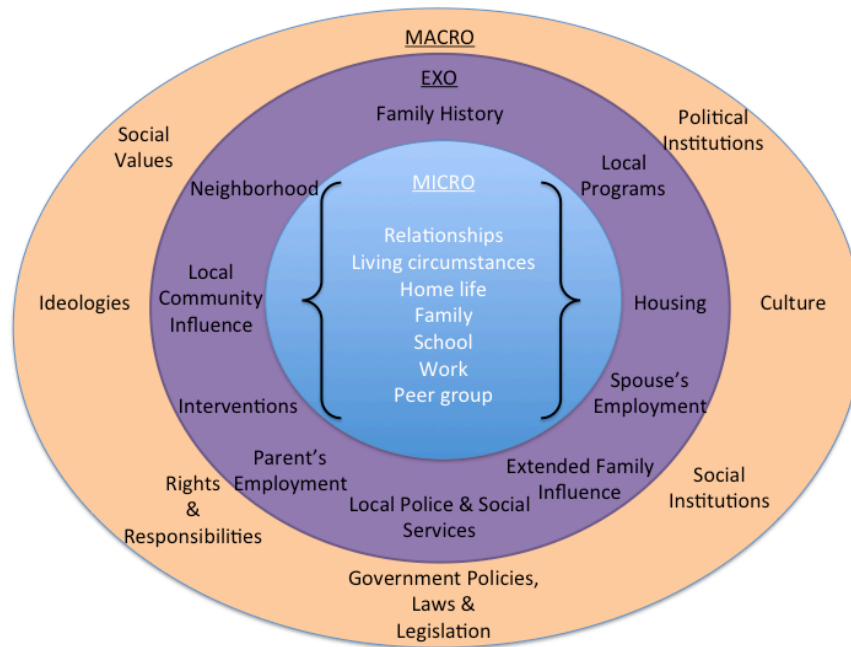 MACRO
EXO
Family History
Social
Values
Political
Institutions
Neighborhood
Local
Programs
MICRO
Relationships
Living circumstances
Home life
Family
School
Work
Peer group
Ideologies
Local
Community
Influence
Housing
Culture
Interventions
Spouse's
Employment
Parent's
Employment
Extended Family
Influence
Rights
&
Responsibilities
Local Police & Social
Services
Social
Institutions
Government Policies,
Laws &
Legislation